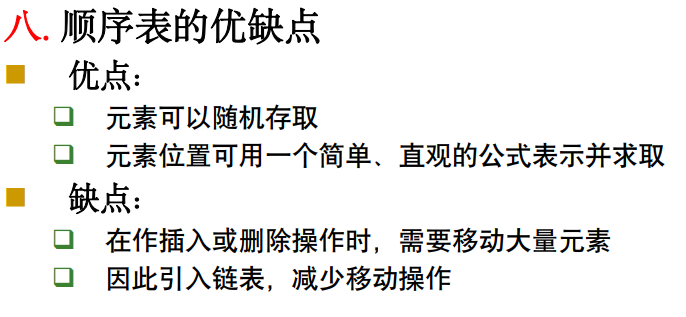 八. 顺序表的优缺点
优点：
元素可以随机存取
元素位置可用一个简单、直观的公式表示并求取
缺点：
在作插入或删除操作时，需要移动大量元素
因此引入链表，减少移动操作